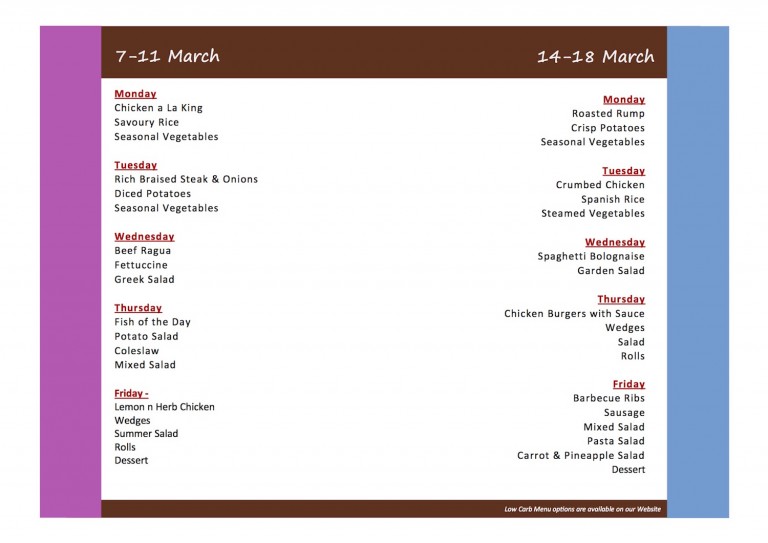 7-11 March
Monday
Chicken a La King
Savoury Rice
Seasonal Vegetables
Tuesday
Rich Braised Steak & Onions
Diced Potatoes
Seasonal Vegetables
Wednesday
Beef Ragua
Fettuccine
Greek Salad
Thursday
Fish of the Day
Potato Salad
Coleslaw
Mixed Salad
Friday -
Lemon n Herb Chicken
Wedges
Summer Salad
Rolls
Dessert
14-18 March
Monday
Roasted Rump
Crisp Potatoes
Seasonal Vegetables
Tuesday
Crumbed Chicken
Spanish Rice
Steamed Vegetables
Wednesday
Spaghetti Bolognaise
Garden Salad
Thursday
Chicken Burgers with Sauce
Wedges
Salad
Rolls
Friday
Barbecue Ribs
Sausage
Mixed Salad
Pasta Salad
Carrot & Pineapple Salad
Dessert
Low Carb Menu options are available on our Website